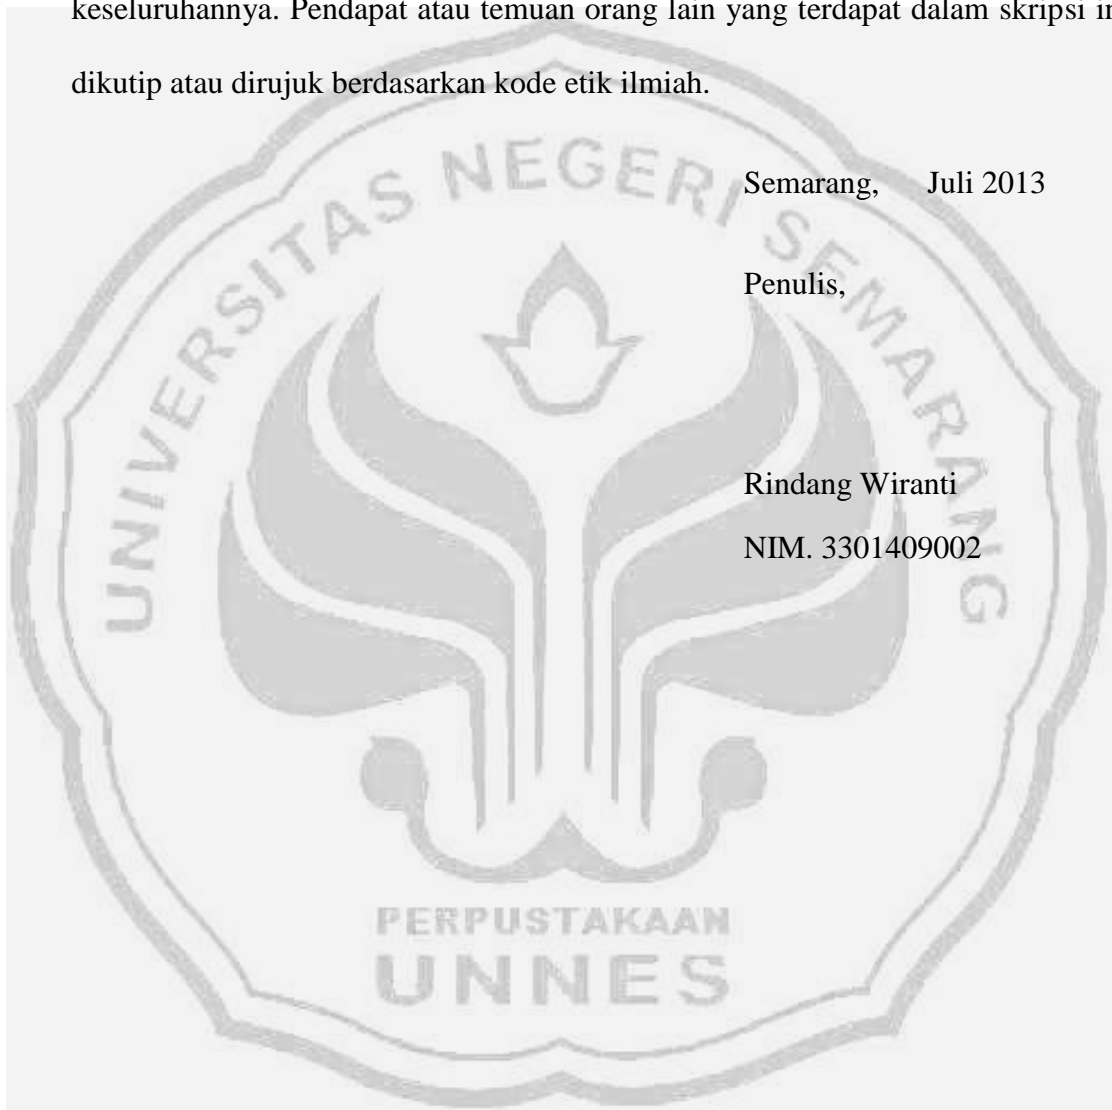 keseluruhannya. Pendapat atau temuan orang lain yang terdapat dalam skripsi
dikutip atau dirujuk berdasarkan kode etik ilmiah.
Semarang, Juli 2013
Penulis,
Rindang Wiranti
NIM. 3301409002
UNIVERSITAS NEGERI SEMARANG
PERPUSTAKAAN
UNNES